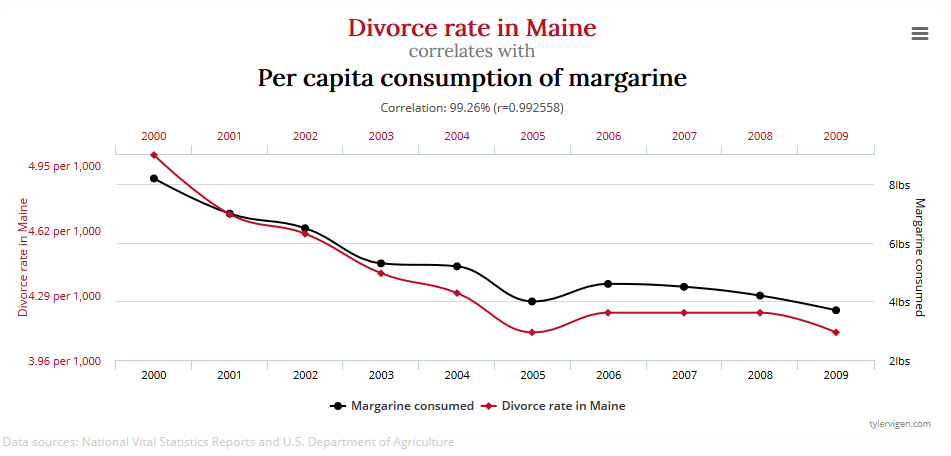 Divorce rate in Maine
correlates with
Per capita consumption of margarine
Correlation: 99.26% (r=0.992558)
2000 2001 2002 2003 2004 2005 2006 2007 2008 2009
4.95 per 1,000
8lbs
4.62 per 1,000
6lbs
4.29 per 1,000
4lbs
3.96 per 1,000
2lbs
Divorce rate in Maine
Margarine consumed
2000 2001 2002 2003 2004 2005 2006 2007 2008 2009
Margarine consumed Divorce rate in Maine
tylervigen.com
Data sources: National Vital Statistics Reports and U.S. Department of Agriculture